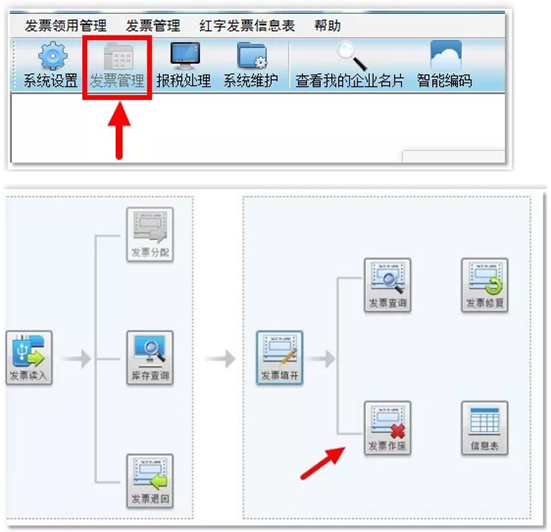 发票领用管理 发票管理 红字发票信息表 帮助
系统设置 发票管理 报税处理 系统维护 查看我的企业名片 智能编码
发票分配
发票查询 发票修复
发票读入 库存查询 发票填开
发票作废 信息表
发票退回